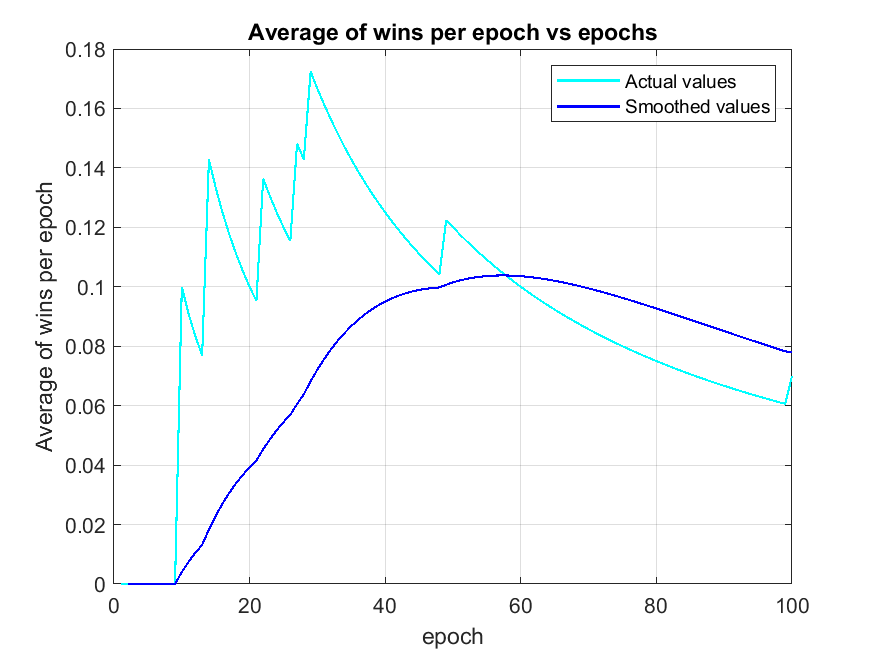 Average of wins per epoch vs epochs
0.18
0.16
0.14
0.12
0.1
0.08
0.06
0.04
0.02
0
Average of wins per epoch
Actual values
Smoothed values
0 20 40 60 80 100
epoch